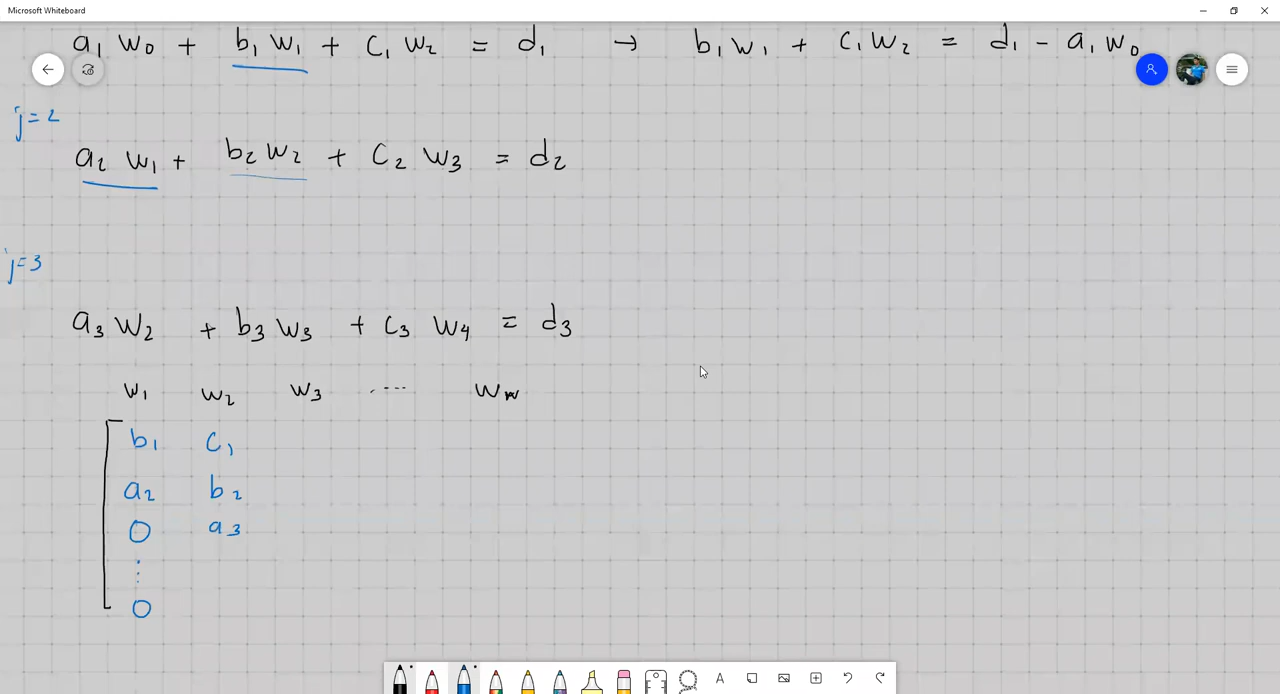 Microsoft Whiteboard
a₁ w₀ + b₁ w₁ + c₁ w₂ = d₁ → b₁ w₁ + c₁ w₂ = d₁ - a₁ w₀
j=2
a₂ w₁ + b₂ w₂ + c₂ w₃ = d₂
j=3
a₃ w₂ + b₃ w₃ + c₃ w₄ = d₃
w₁ w₂ w₃ .... w
b₁ c₁
a₂ b₂
0 a₃
⋮
0
A